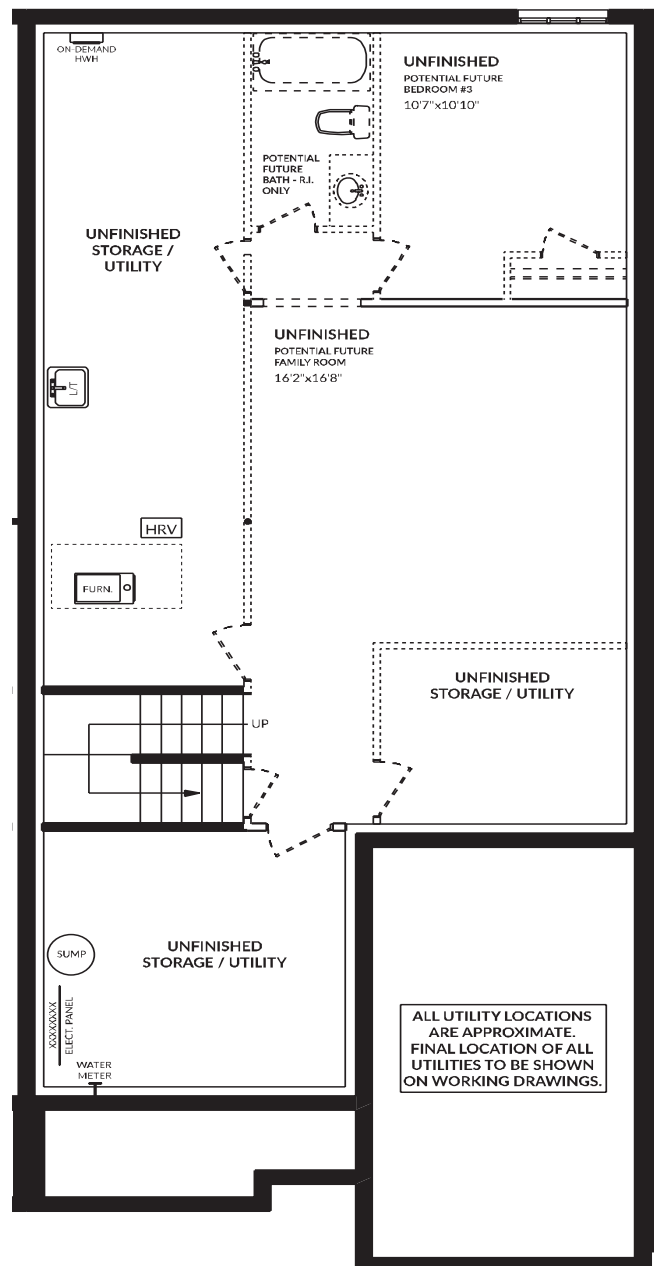 ON-DEMAND
HWH
UNFINISHED
POTENTIAL FUTURE
BEDROOM #3
10'7"x10'10"
POTENTIAL
FUTURE
BATH - R.I.
ONLY
UNFINISHED
STORAGE /
UTILITY
UNFINISHED
POTENTIAL FUTURE
FAMILY ROOM
16'2"x16'8"
L/T
HRV
FURN.
UNFINISHED
STORAGE / UTILITY
UP
SUMP
UNFINISHED
STORAGE / UTILITY
XXXXXXXX
ELECT. PANEL
WATER
METER
ALL UTILITY LOCATIONS
ARE APPROXIMATE.
FINAL LOCATION OF ALL
UTILITIES TO BE SHOWN
ON WORKING DRAWINGS.